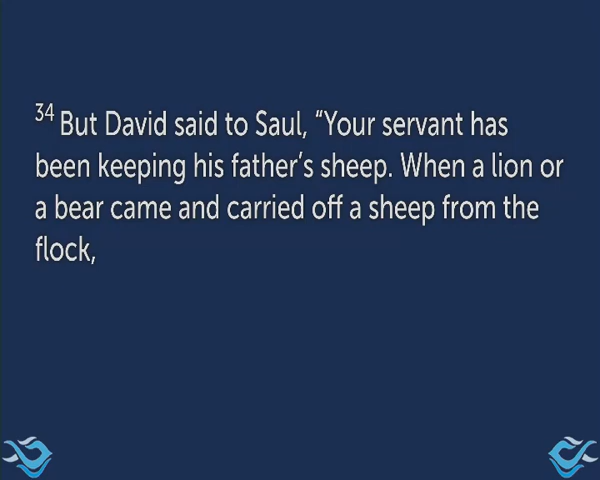 34 But David said to Saul, “Your servant has
been keeping his father’s sheep. When a lion or
a bear came and carried off a sheep from the
flock,